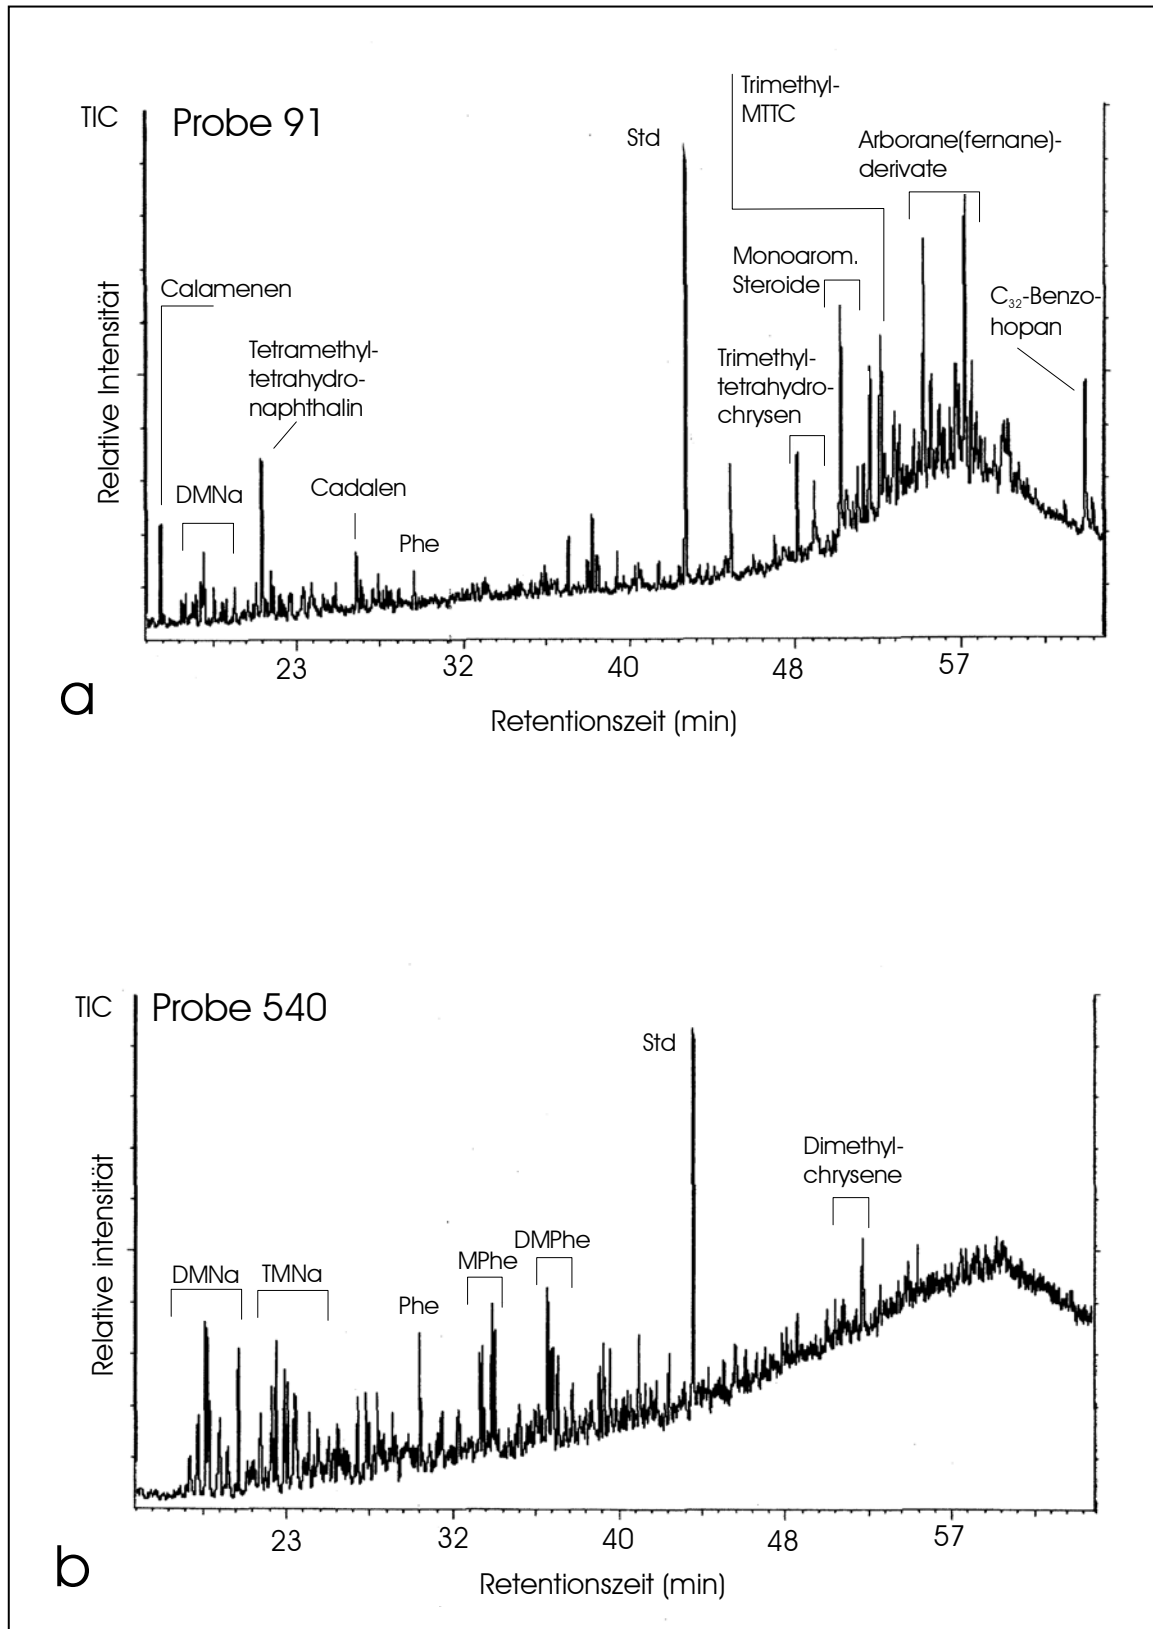 Trimethyl-
MTTC
TIC
Probe 91
Std
Arborane(fernane)-
derivate
Monoarom.
Steroide
Calamenen
C32-Benzo-
hopan
Tetramethyl-
tetrahydro-
naphthalin
Trimethyl-
tetrahydro-
chrysen
Relative Intensität
DMNa
Cadalen
Phe
23
32
40
48
57
a
Retentionszeit (min)
TIC
Probe 540
Std
Dimethyl-
chrysene
Relative intensität
DMNa
TMNa
Phe
MPhe
DMPhe
23
32
40
48
57
b
Retentionszeit (min)